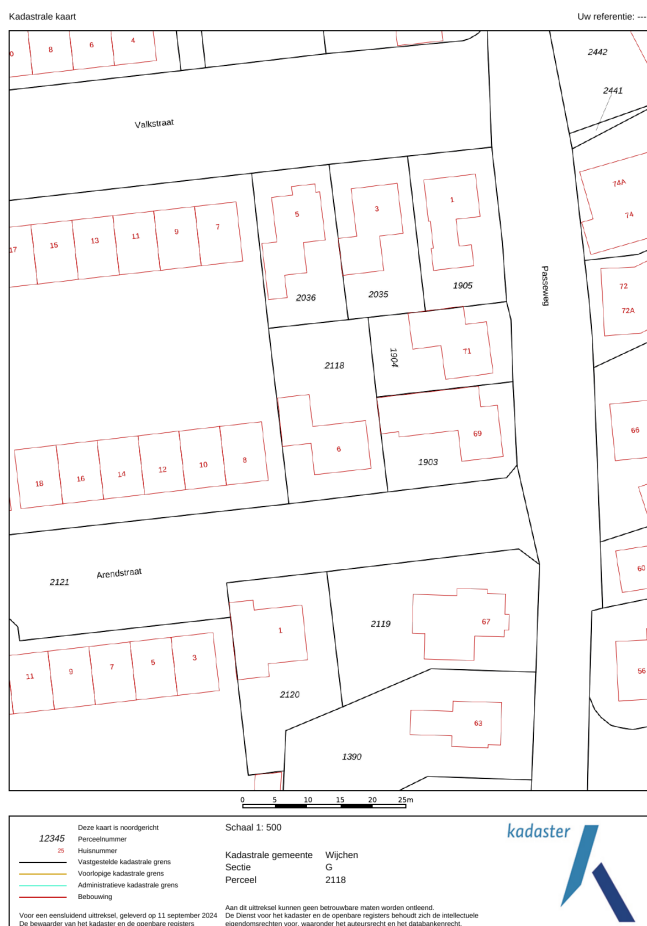 Kadastrale kaart
Uw referentie: ---
8
6
4
2442
2441
Valkstraat
74A
74
5
3
1
17
15
13
11
9
7
Passeweg
72
72A
2036
2035
1905
2118
1904
71
66
69
6
1903
18
16
14
12
10
8
60
2121
Arendstraat
1
2119
67
11
9
7
5
3
56
2120
63
1390
0 5 10 15 20 25m
Deze kaart is noordgericht
12345 Perceelnummer
25 Huisnummer
Vastgestelde kadastrale grens
Voorlopige kadastrale grens
Administratieve kadastrale grens
Bebouwing
Voor een eensluidend uittreksel, geleverd op 11 september 2024
De bewaarder van het kadaster en de openbare registers
Schaal 1: 500
Kadastrale gemeente Wijchen
Sectie G
Perceel 2118
Aan dit uittreksel kunnen geen betrouwbare maten worden ontleend.
De Dienst voor het kadaster en de openbare registers behoudt zich de intellectuele
eigendomsrechten voor, waaronder het auteursrecht en het databankenrecht.
kadaster